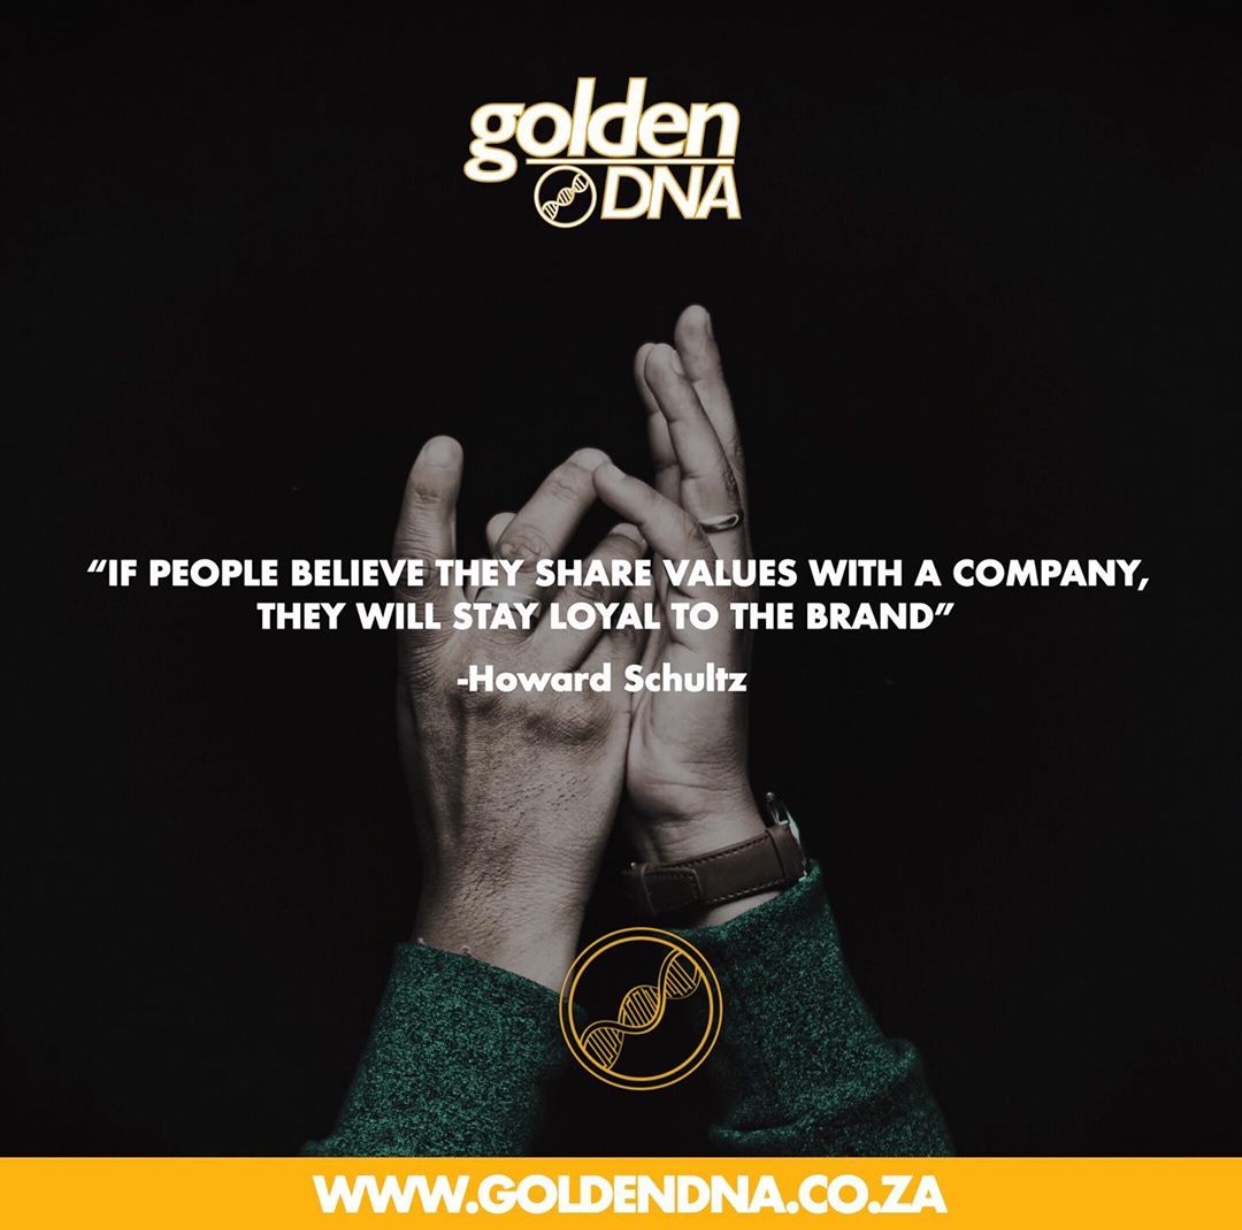 golden
DNA
“IF PEOPLE BELIEVE THEY SHARE VALUES WITH A COMPANY,
THEY WILL STAY LOYAL TO THE BRAND”
-Howard Schultz
WWW.GOLDENDNA.CO.ZA